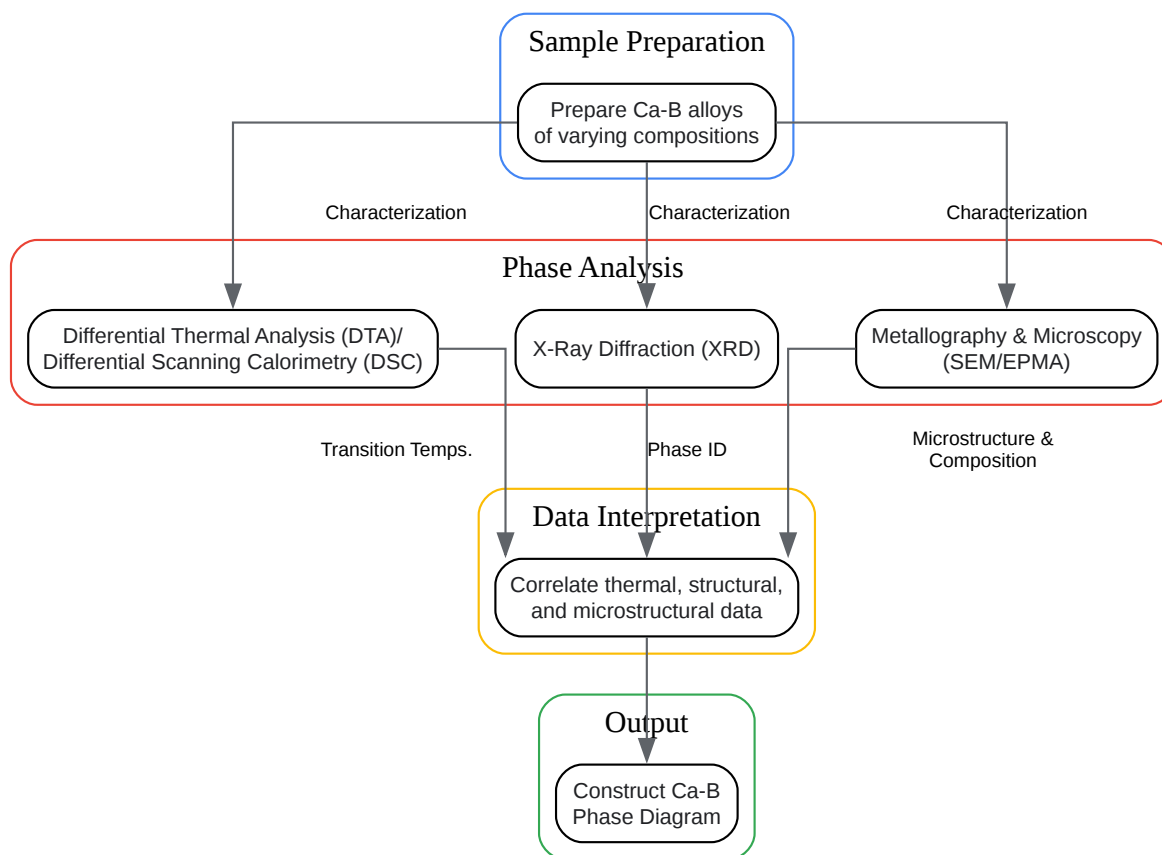 Sample Preparation
Prepare Ca-B alloys
of varying compositions
Characterization
Characterization
Characterization
Phase Analysis
Differential Thermal Analysis (DTA)/
Differential Scanning Calorimetry (DSC)
X-Ray Diffraction (XRD)
Metallography & Microscopy
(SEM/EPMA)
Transition Temps.
Phase ID
Microstructure &
Composition
Data Interpretation
Correlate thermal, structural,
and microstructural data
Output
Construct Ca-B
Phase Diagram